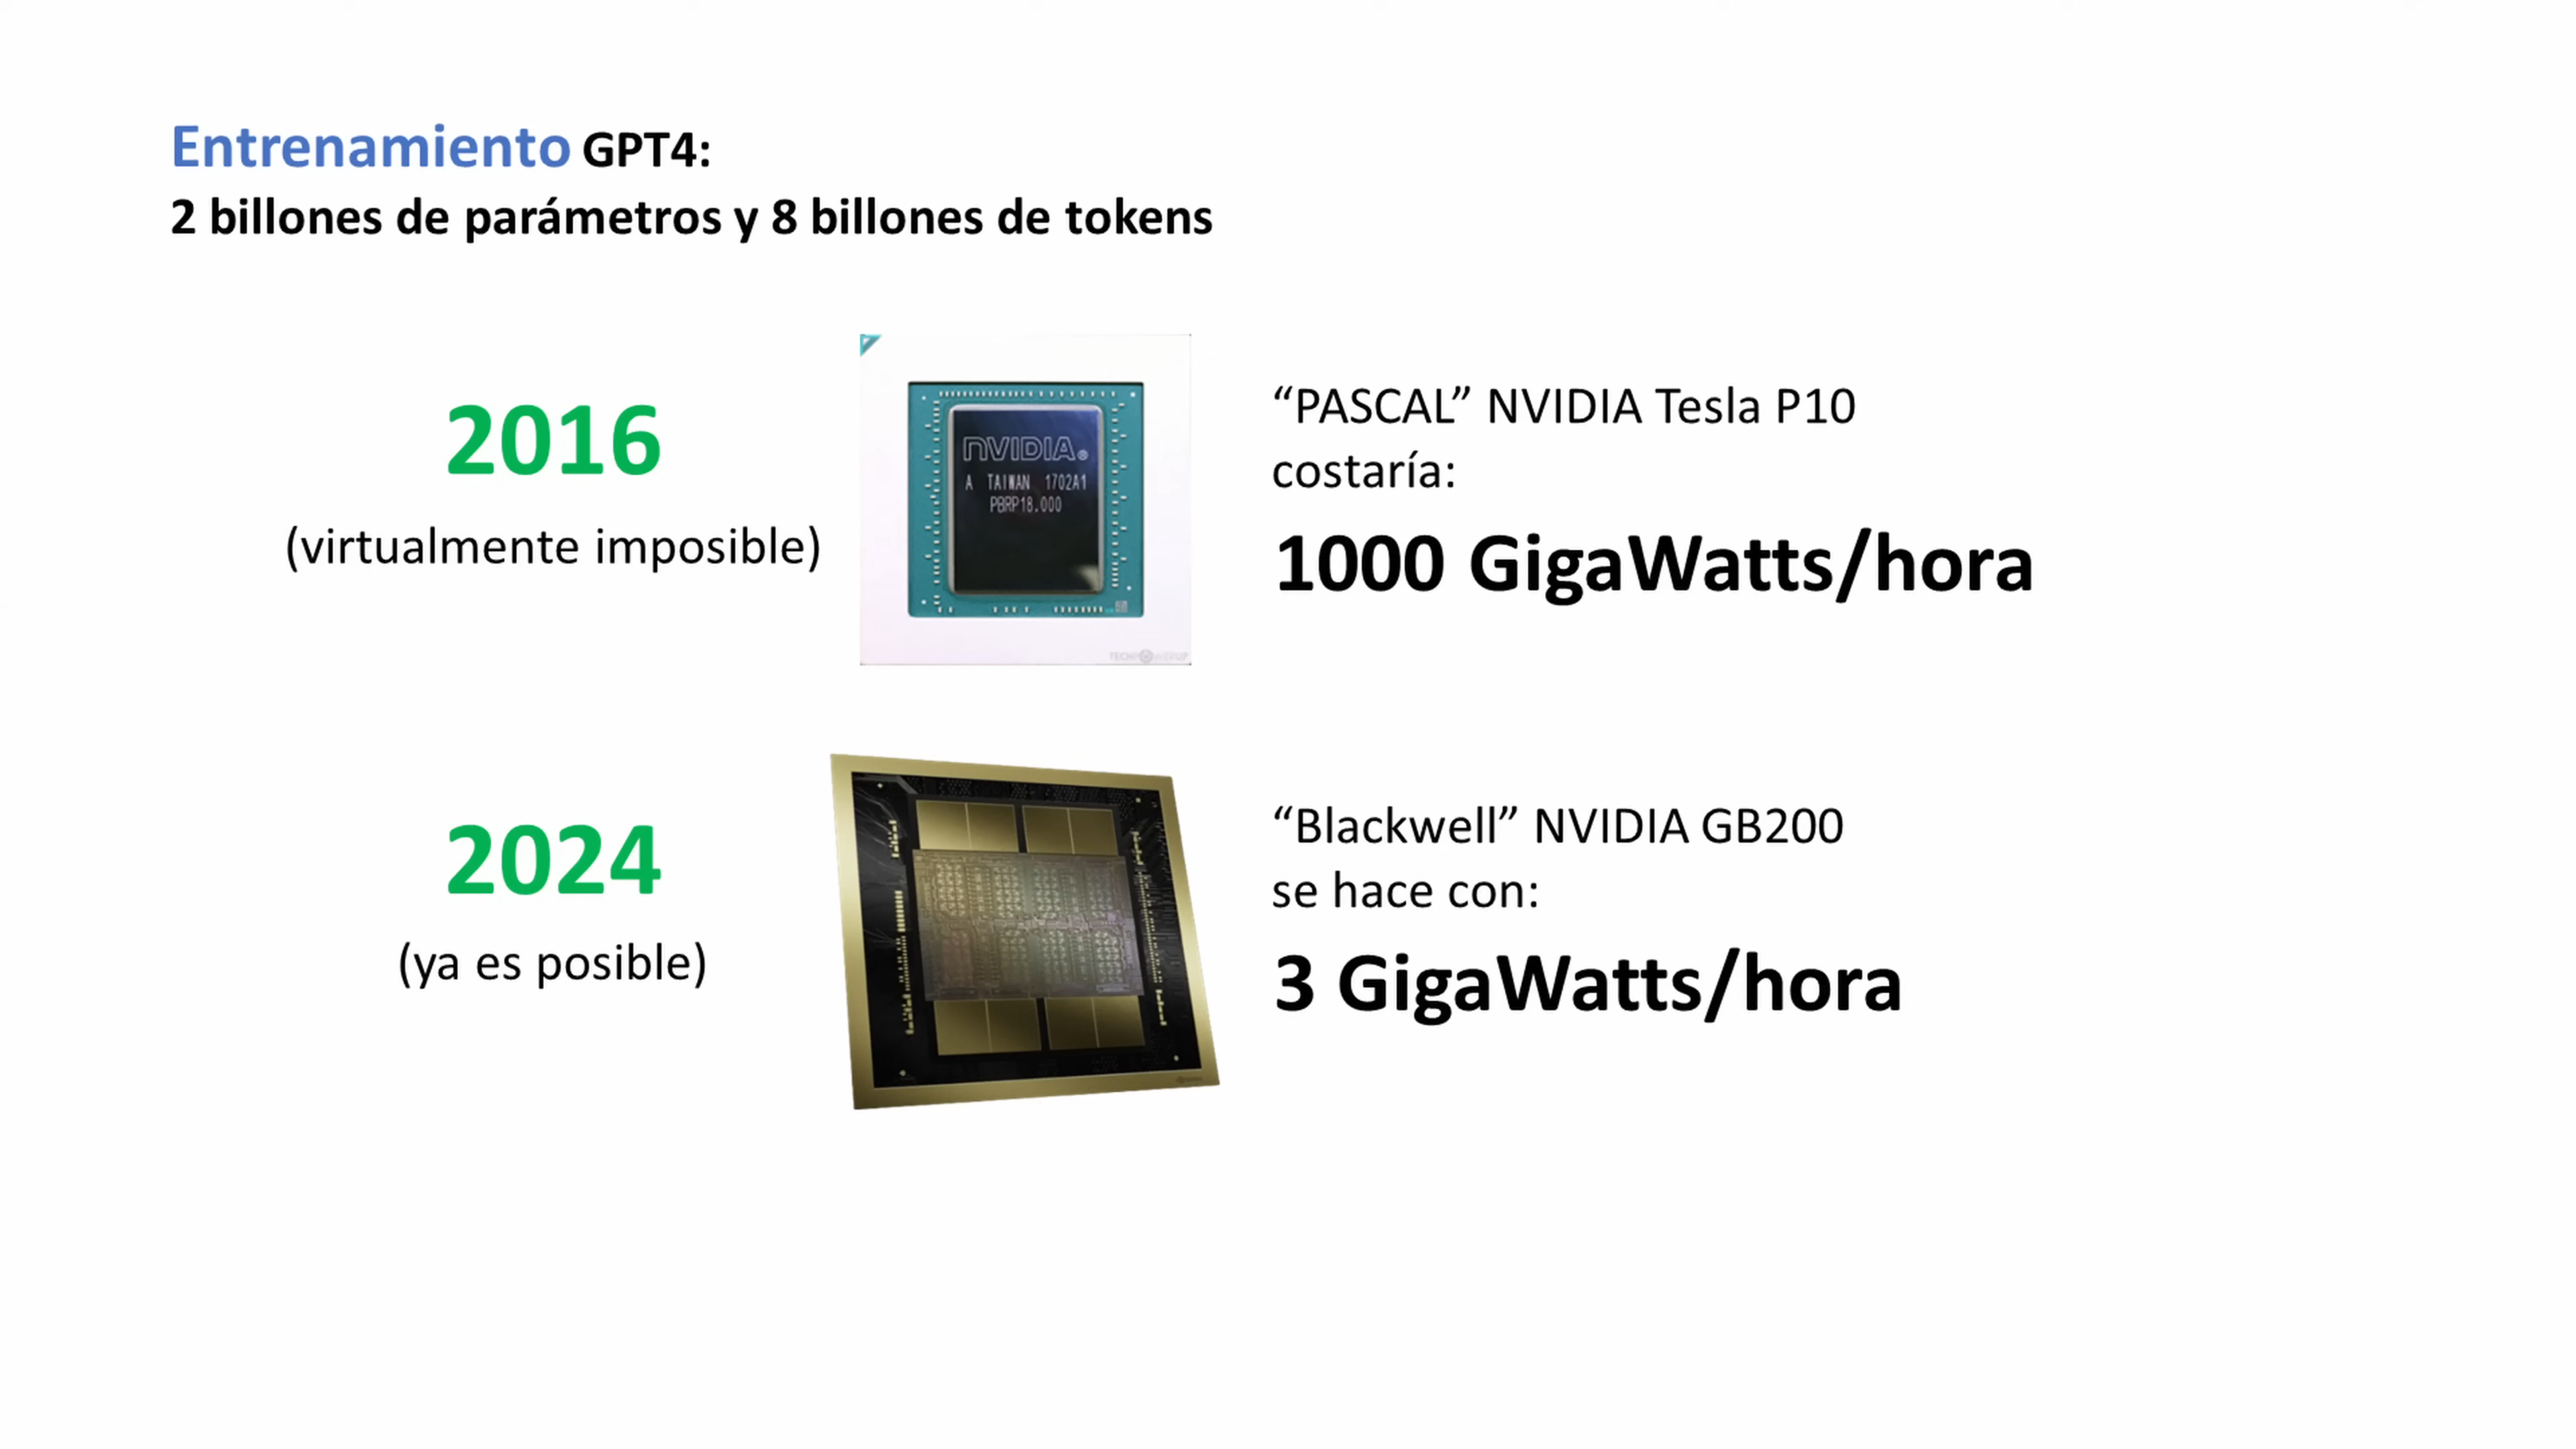 Entrenamiento GPT4:
2 billones de parámetros y 8 billones de tokens
2016
(virtualmente imposible)
NVIDIA®
A TAIWAN 1702A1
PBRP18.000
TECHPOWERUP
“PASCAL” NVIDIA Tesla P10
costaría:
1000 GigaWatts/hora
2024
(ya es posible)
“Blackwell” NVIDIA GB200
se hace con:
3 GigaWatts/hora